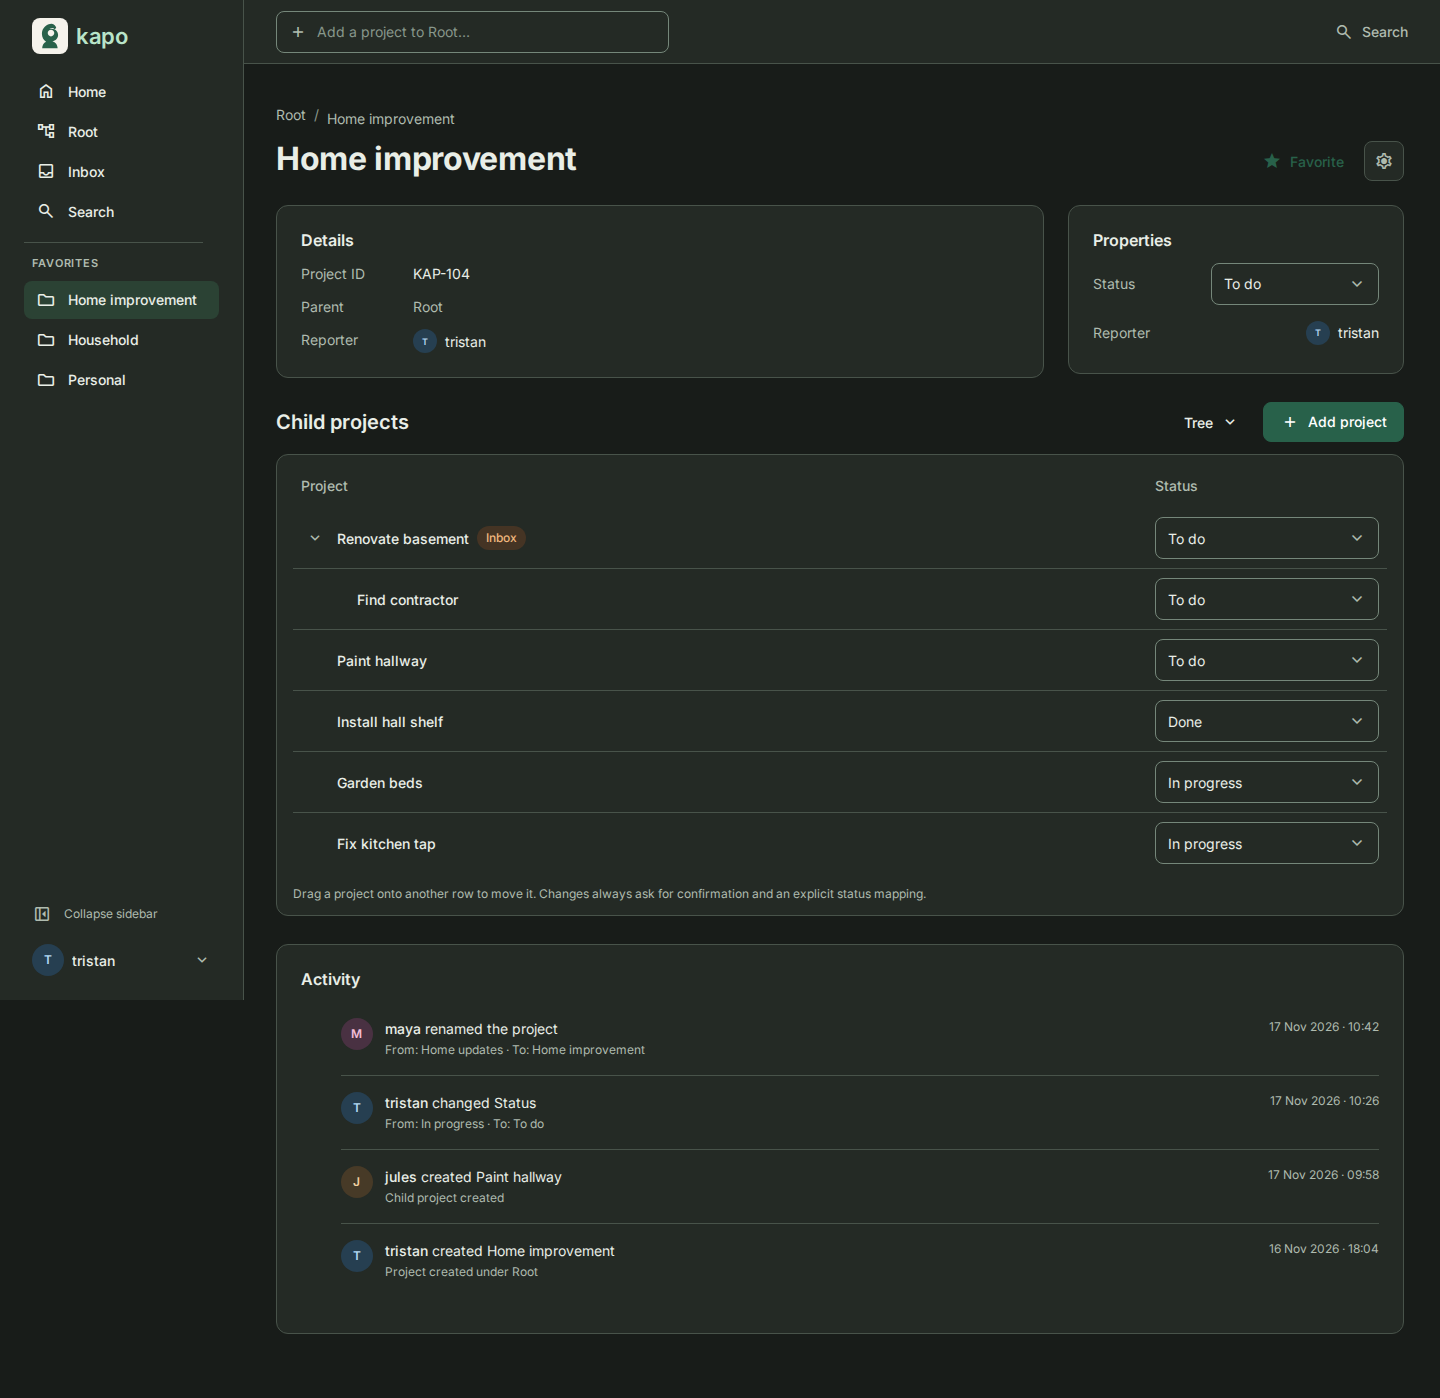 kapo
Add a project to Root...
Search
Home
Root
Inbox
Search
FAVORITES
Home improvement
Household
Personal
Collapse sidebar
T tristan
Root / Home improvement
Home improvement
Favorite
Details
Project ID KAP-104
Parent Root
Reporter T tristan
Properties
Status To do
Reporter T tristan
Child projects
Tree
Add project
Project Status
Renovate basement Inbox To do
Find contractor To do
Paint hallway To do
Install hall shelf Done
Garden beds In progress
Fix kitchen tap In progress
Drag a project onto another row to move it. Changes always ask for confirmation and an explicit status mapping.
Activity
M maya renamed the project 17 Nov 2026 · 10:42
From: Home updates · To: Home improvement
T tristan changed Status 17 Nov 2026 · 10:26
From: In progress · To: To do
J jules created Paint hallway 17 Nov 2026 · 09:58
Child project created
T tristan created Home improvement 16 Nov 2026 · 18:04
Project created under Root